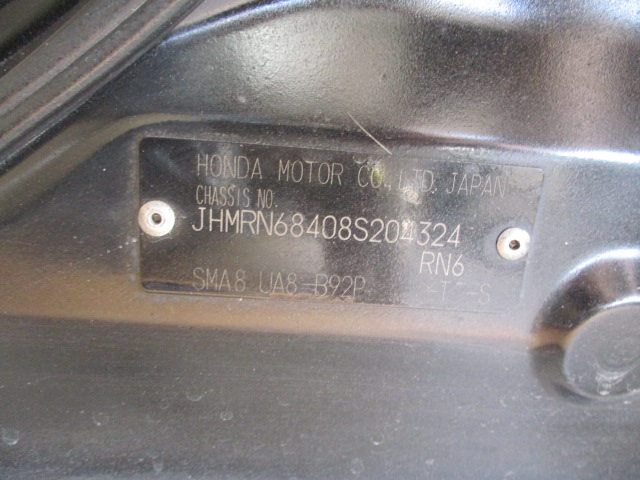 HONDA MOTOR CO.,LTD. JAPAN
CHASSIS NO.
JHMRN68408S204324
RN6
SMA8 UA8-B92P -T -S